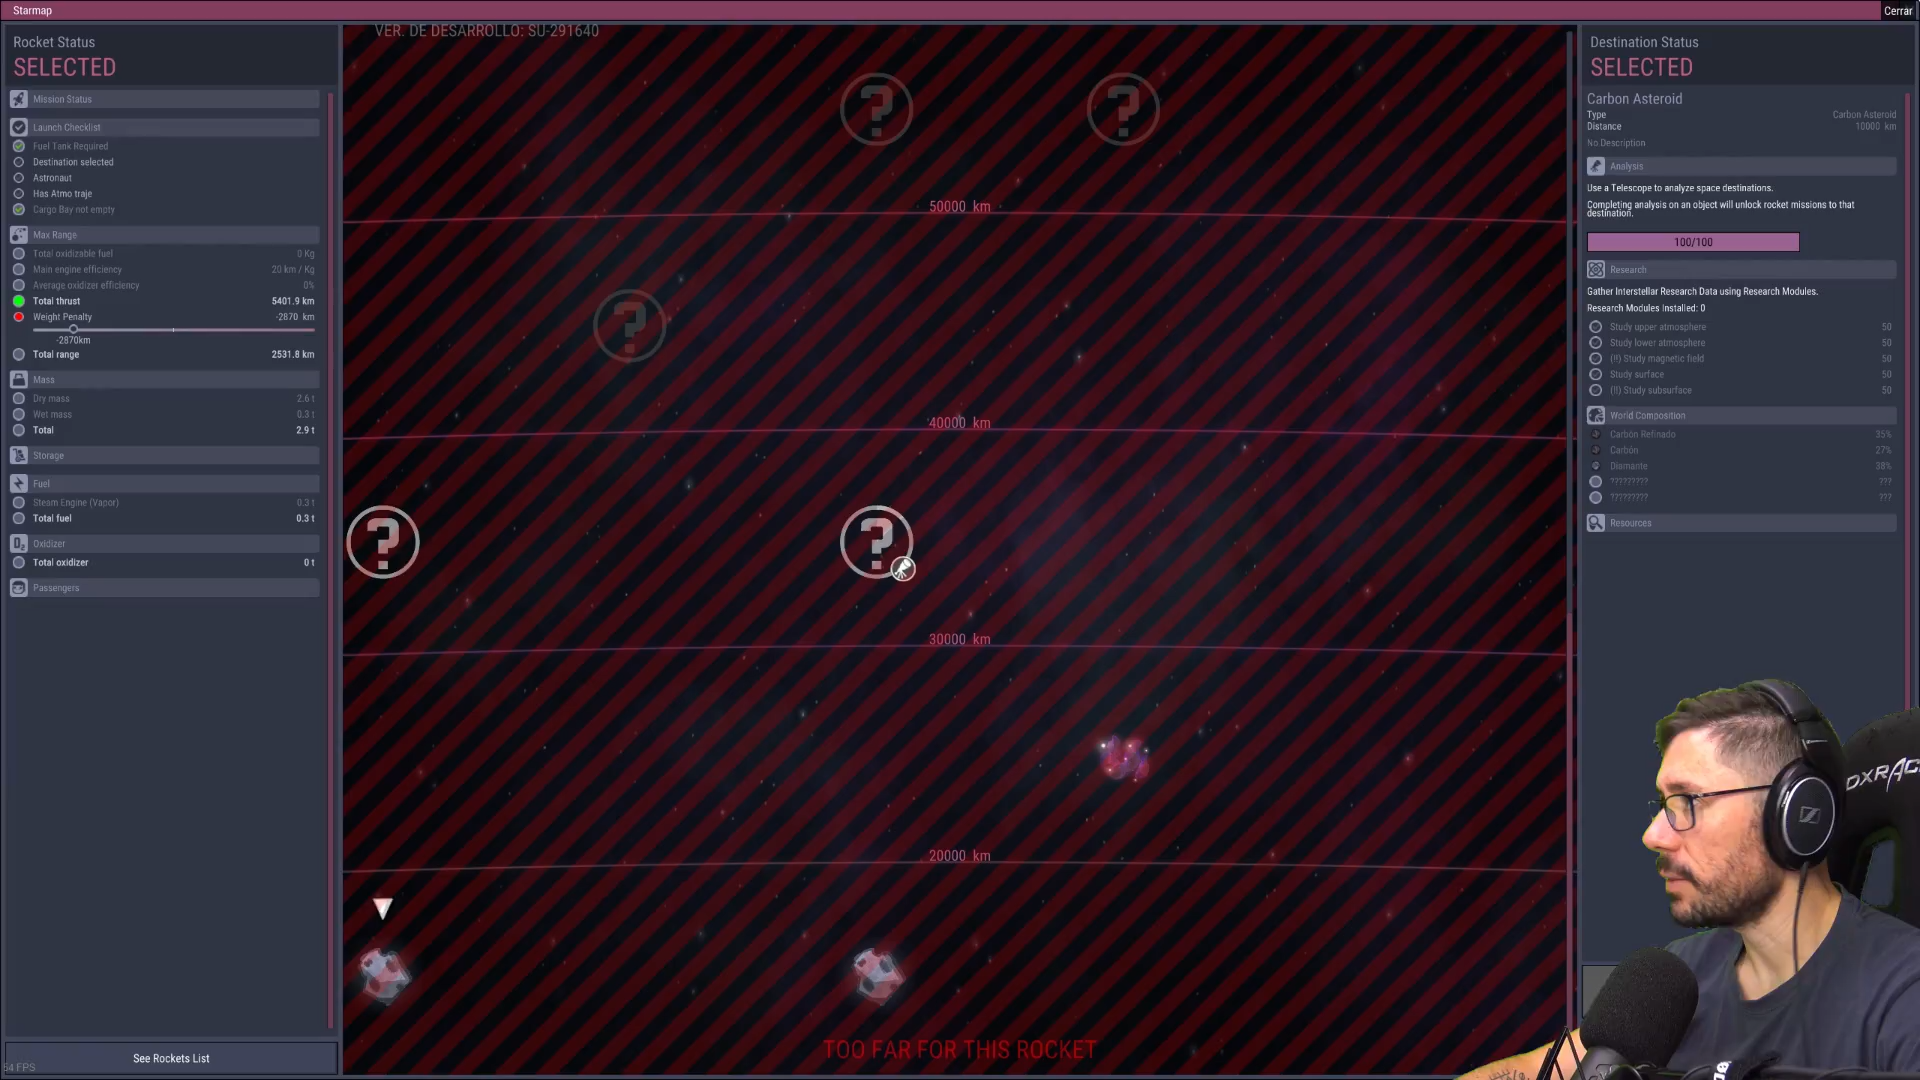 Starmap
Cerrar
Rocket Status
SELECTED
Mission Status
Launch Checklist
Fuel Tank Required
Destination selected
Astronaut
Has Atmo traje
Cargo Bay not empty
Max Range
Total oxidizable fuel 0 Kg
Main engine efficiency 20 km / Kg
Average oxidizer efficiency 0%
Total thrust 5401.9 km
Weight Penalty -2870 km
-2870km
Total range 2531.8 km
Mass
Dry mass 2.6 t
Wet mass 0.3 t
Total 2.9 t
Storage
Fuel
Steam Engine (Vapor) 0.3 t
Total fuel 0.3 t
Oxidizer
Total oxidizer 0 t
Passengers
See Rockets List
54 FPS
VER. DE DESARROLLO: SU-291640
50000 km
40000 km
30000 km
20000 km
TOO FAR FOR THIS ROCKET
Destination Status
SELECTED
Carbon Asteroid
Type Carbon Asteroid
Distance 10000 km
No Description
Analysis
Use a Telescope to analyze space destinations.
Completing analysis on an object will unlock rocket missions to that
destination.
100/100
Research
Gather Interstellar Research Data using Research Modules.
Research Modules Installed: 0
Study upper atmosphere 50
Study lower atmosphere 50
(!!) Study magnetic field 50
Study surface 50
(!!) Study subsurface 50
World Composition
Carbón Refinado 35%
Carbón 27%
Diamante 38%
????????? ???
????????? ???
Resources